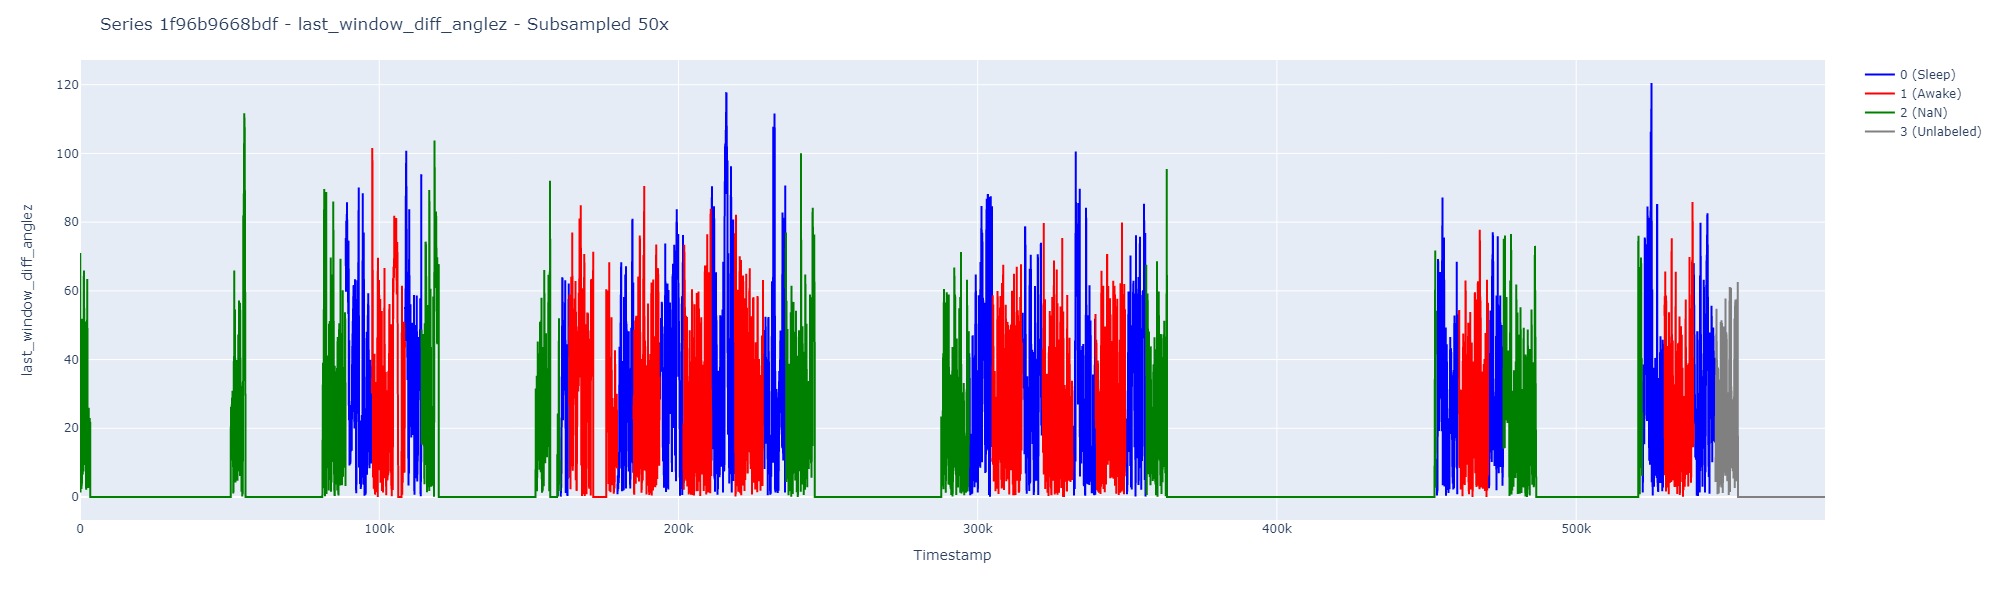 Series 1f96b9668bdf - last_window_diff_anglez - Subsampled 50x
120
100
80
60
40
20
0
last_window_diff_anglez
0 100k 200k 300k 400k 500k
Timestamp
0 (Sleep)
1 (Awake)
2 (NaN)
3 (Unlabeled)